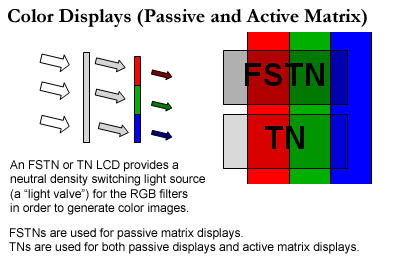 Color Displays (Passive and Active Matrix)
FSTN
TN
An FSTN or TN LCD provides a
neutral density switching light source
(a “light valve”) for the RGB filters
in order to generate color images.
FSTNs are used for passive matrix displays.
TNs are used for both passive displays and active matrix displays.